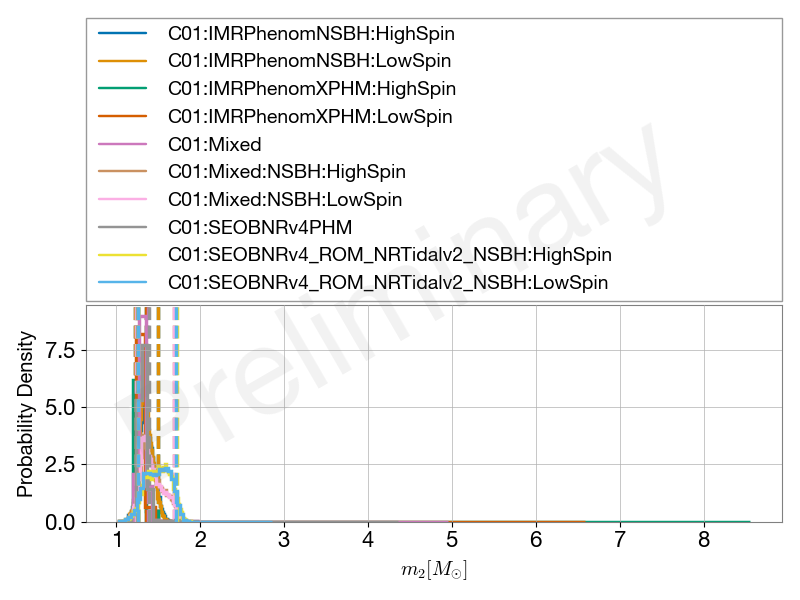 C01:IMRPhenomNSBH:HighSpin
C01:IMRPhenomNSBH:LowSpin
C01:IMRPhenomXPHM:HighSpin
C01:IMRPhenomXPHM:LowSpin
C01:Mixed
C01:Mixed:NSBH:HighSpin
C01:Mixed:NSBH:LowSpin
C01:SEOBNRv4PHM
C01:SEOBNRv4_ROM_NRTidalv2_NSBH:HighSpin
C01:SEOBNRv4_ROM_NRTidalv2_NSBH:LowSpin
Preliminary
Probability Density
7.5
5.0
2.5
0.0
1 2 3 4 5 6 7 8
m₂[M☉]